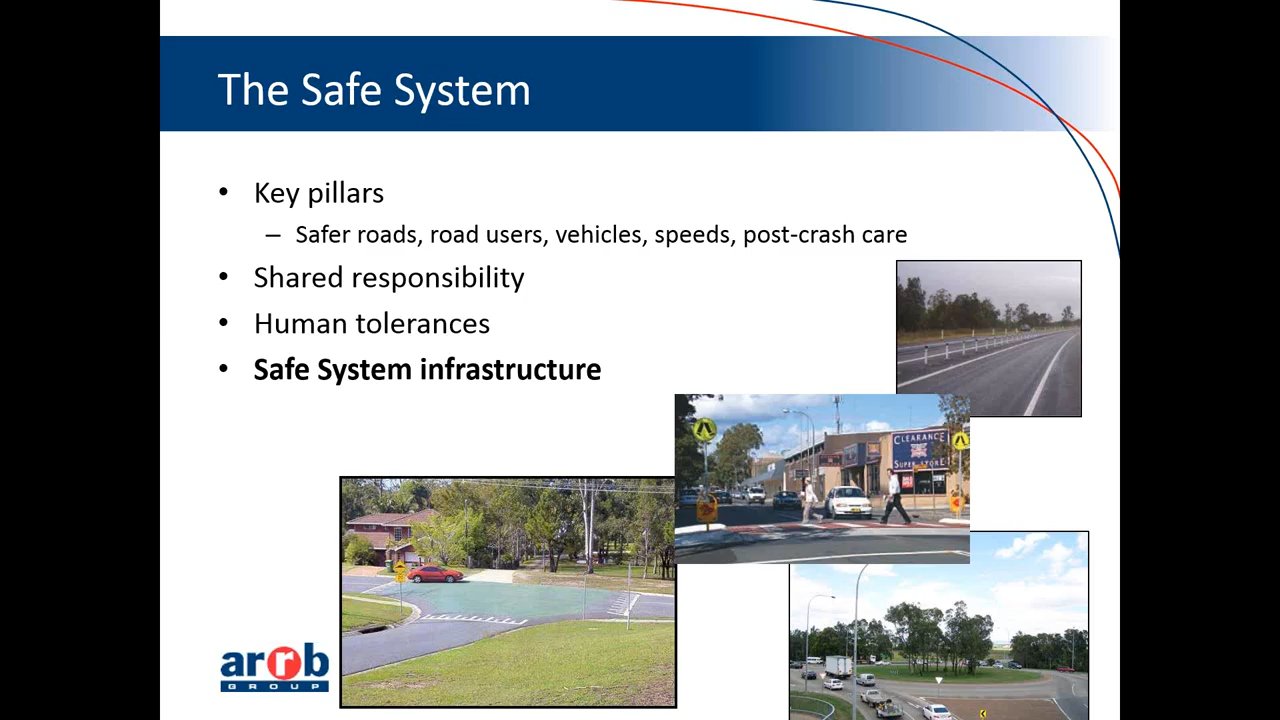 The Safe System
• Key pillars
– Safer roads, road users, vehicles, speeds, post-crash care
• Shared responsibility
• Human tolerances
• Safe System infrastructure
CLEARANCE
SUPER STORE
arrb
GROUP